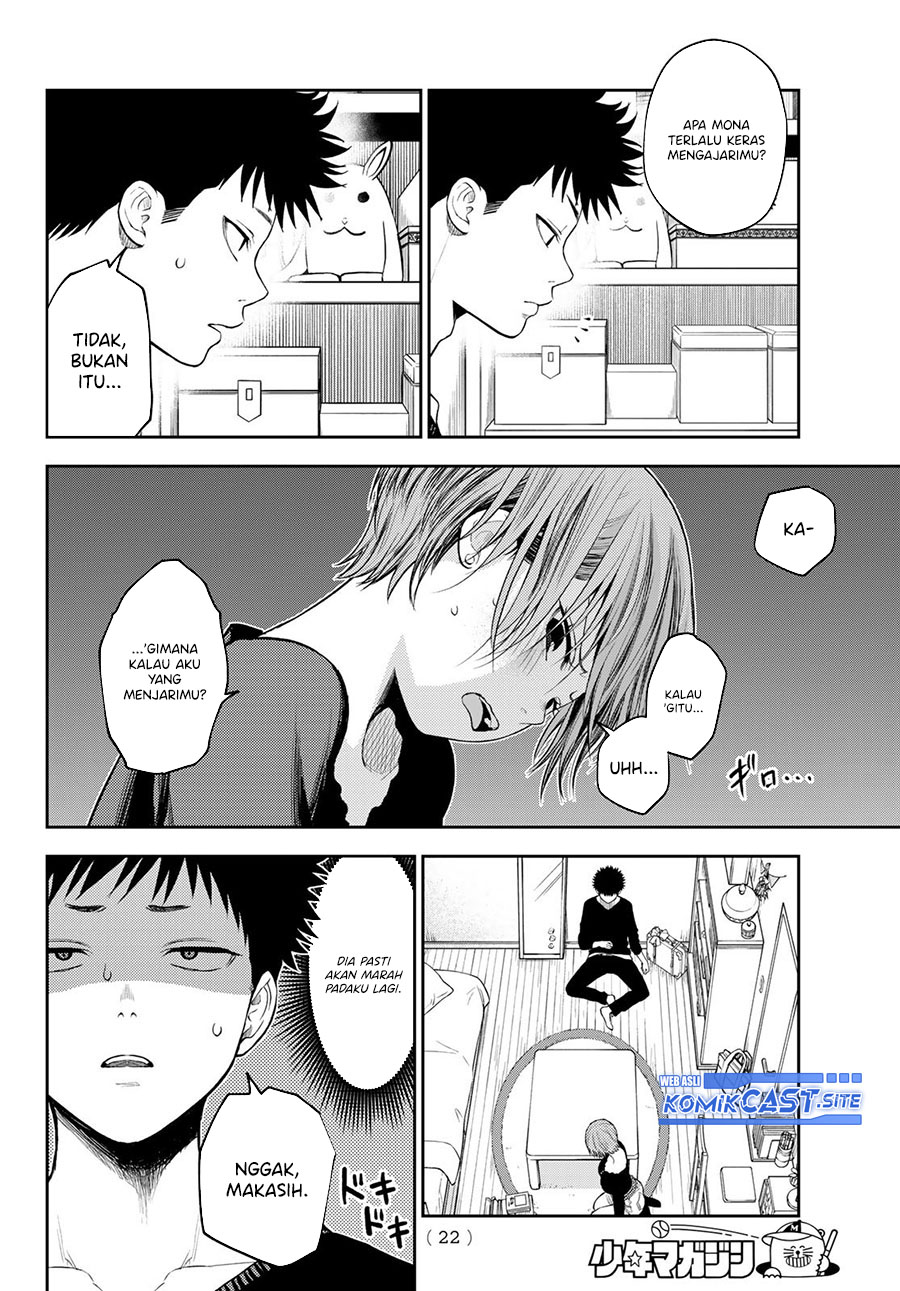 APA MONA
TERLALU KERAS
MENGAJARIMU?
TIDAK,
BUKAN
ITU...
KA-
KALAU
'GITU...
UHH...
ギロ...
...'GIMANA
KALAU AKU
YANG
MENJARIMU?
DIA PASTI
AKAN MARAH
PADAKU LAGI.
NGGAK,
MAKASIH.
ドキ
ドキ
WEB ASLI
KOMIKCAST.SITE
( 22 )
少年マガジン
M